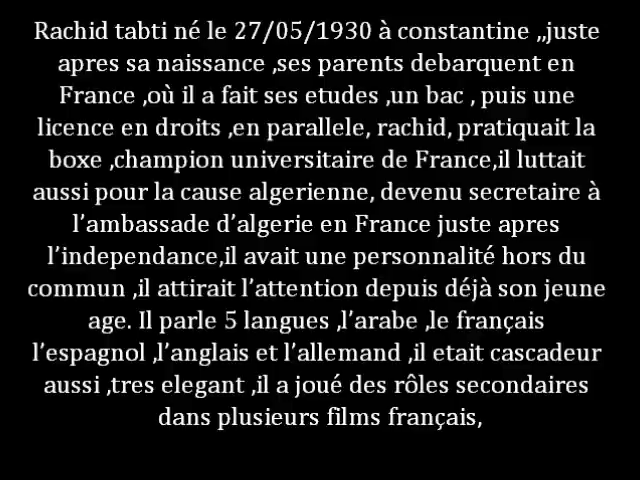 Rachid tabti né le 27/05/1930 à constantine ,,juste
apres sa naissance ,ses parents debarquent en
France ,où il a fait ses etudes ,un bac , puis une
licence en droits ,en parallele, rachid, pratiquait la
boxe ,champion universitaire de France,il luttait
aussi pour la cause algerienne, devenu secretaire à
l’ambassade d’algerie en France juste apres
l’independance,il avait une personnalité hors du
commun ,il attirait l’attention depuis déjà son jeune
age. Il parle 5 langues ,l’arabe ,le français
l’espagnol ,l’anglais et l’allemand ,il etait cascadeur
aussi ,tres elegant ,il a joué des rôles secondaires
dans plusieurs films français,